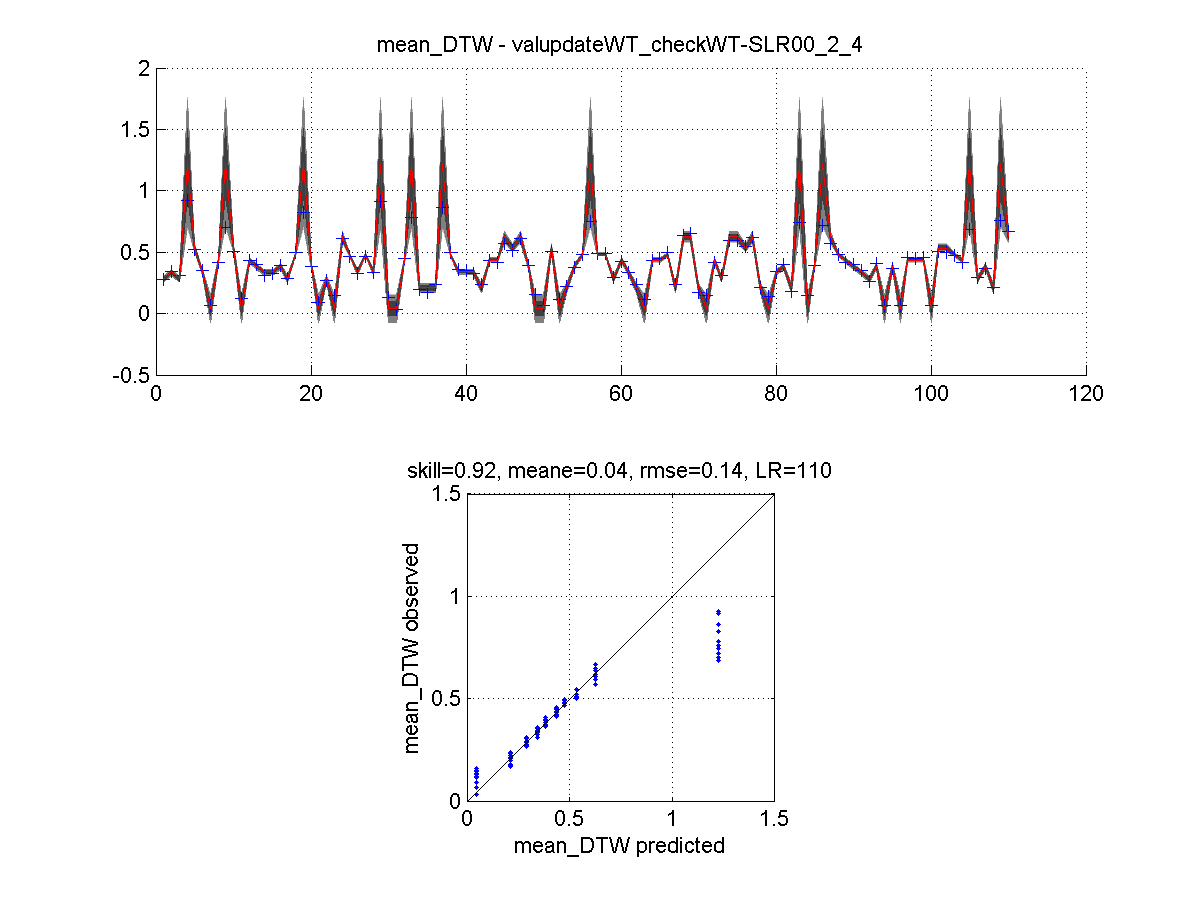 mean_DTW - valupdateWT_checkWT-SLR00_2_4
2
1.5
1
0.5
0
-0.5
0 20 40 60 80 100 120
skill=0.92, meane=0.04, rmse=0.14, LR=110
mean_DTW observed
1.5
1
0.5
0
0 0.5 1 1.5
mean_DTW predicted